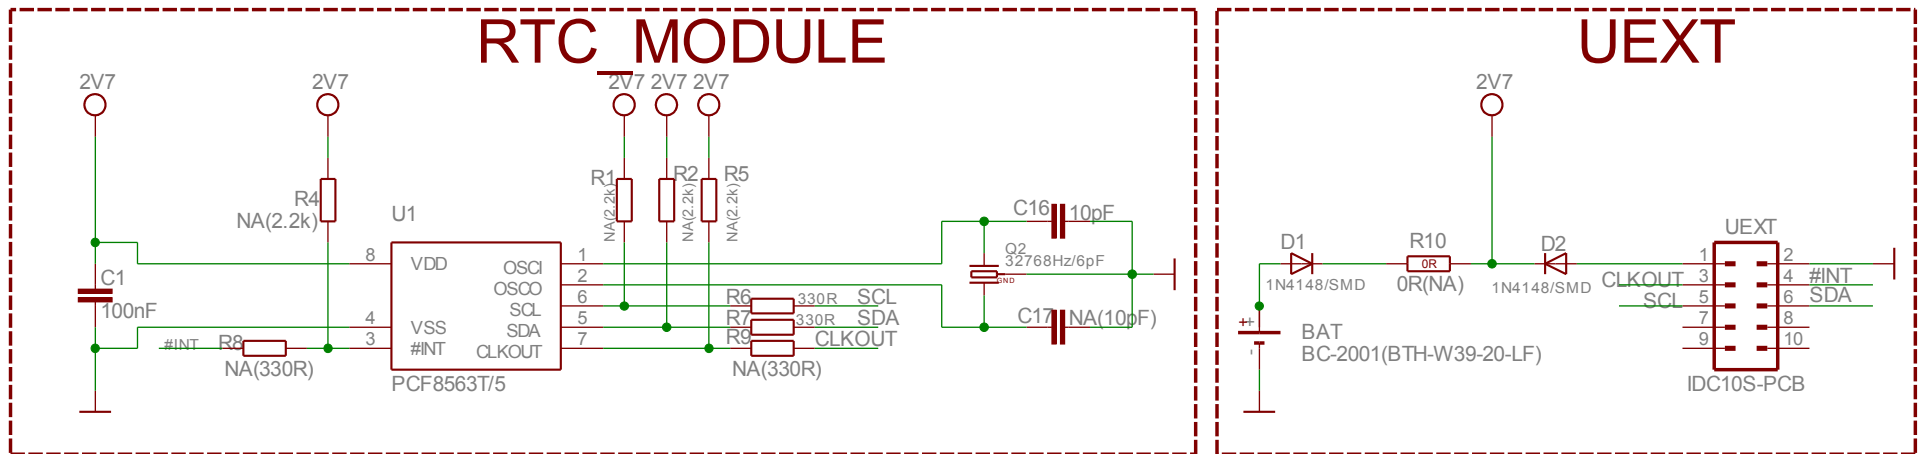 RTC_MODULE
2V7
2V7
2V7
2V7
2V7
R4
NA(2.2k)
R1
NA(2.2k)
R2
NA(2.2k)
R5
NA(2.2k)
U1
C1
100nF
8
VDD
4
VSS
3
#INT
OSCI
1
OSCO
2
SCL
6
SDA
5
CLKOUT
7
PCF8563T/5
#INT
R8
NA(330R)
R6
330R
SCL
R7
330R
SDA
R9
CLKOUT
NA(330R)
C16
10pF
Q2
32768Hz/6pF
GND
C17
NA(10pF)
UEXT
2V7
D1
1N4148/SMD
R10
0R
0R(NA)
D2
1N4148/SMD
+
+
-
BAT
BC-2001(BTH-W39-20-LF)
UEXT
1
2
CLKOUT
3
4
#INT
SCL
5
6
SDA
7
8
9
10
IDC10S-PCB